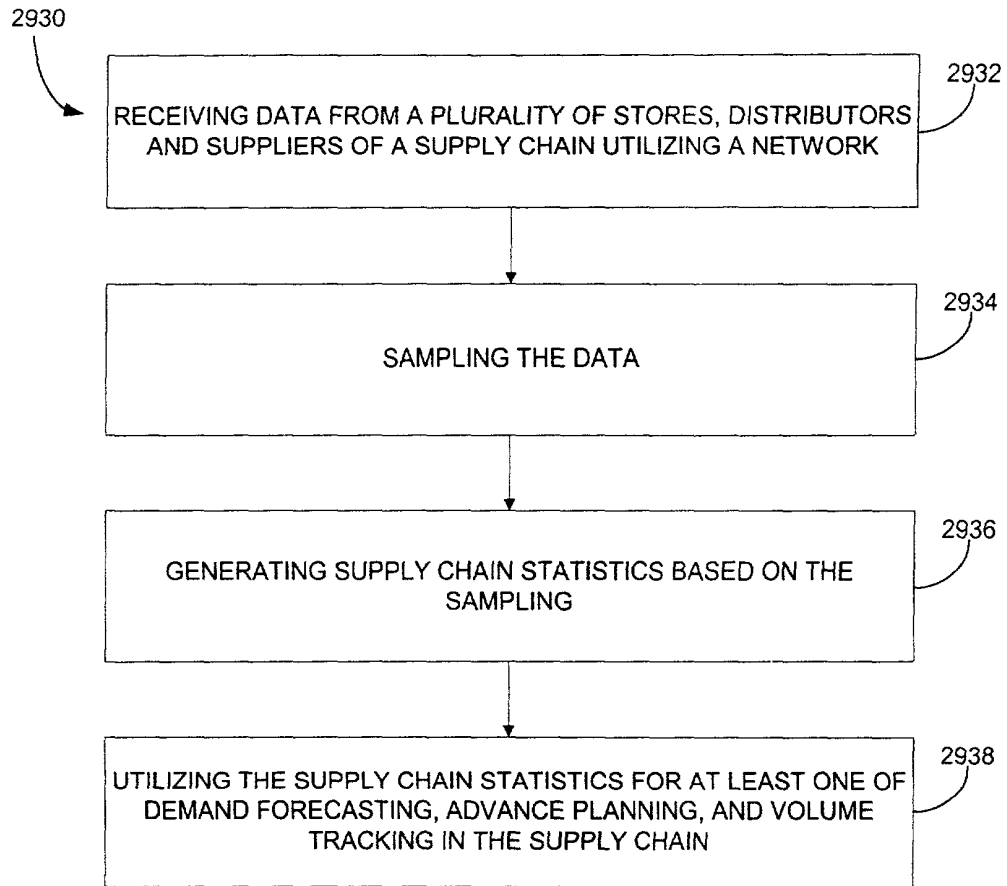 2930
2932
RECEIVING DATA FROM A PLURALITY OF STORES, DISTRIBUTORS
AND SUPPLIERS OF A SUPPLY CHAIN UTILIZING A NETWORK
2934
SAMPLING THE DATA
2936
GENERATING SUPPLY CHAIN STATISTICS BASED ON THE
SAMPLING
2938
UTILIZING THE SUPPLY CHAIN STATISTICS FOR AT LEAST ONE OF
DEMAND FORECASTING, ADVANCE PLANNING, AND VOLUME
TRACKING IN THE SUPPLY CHAIN